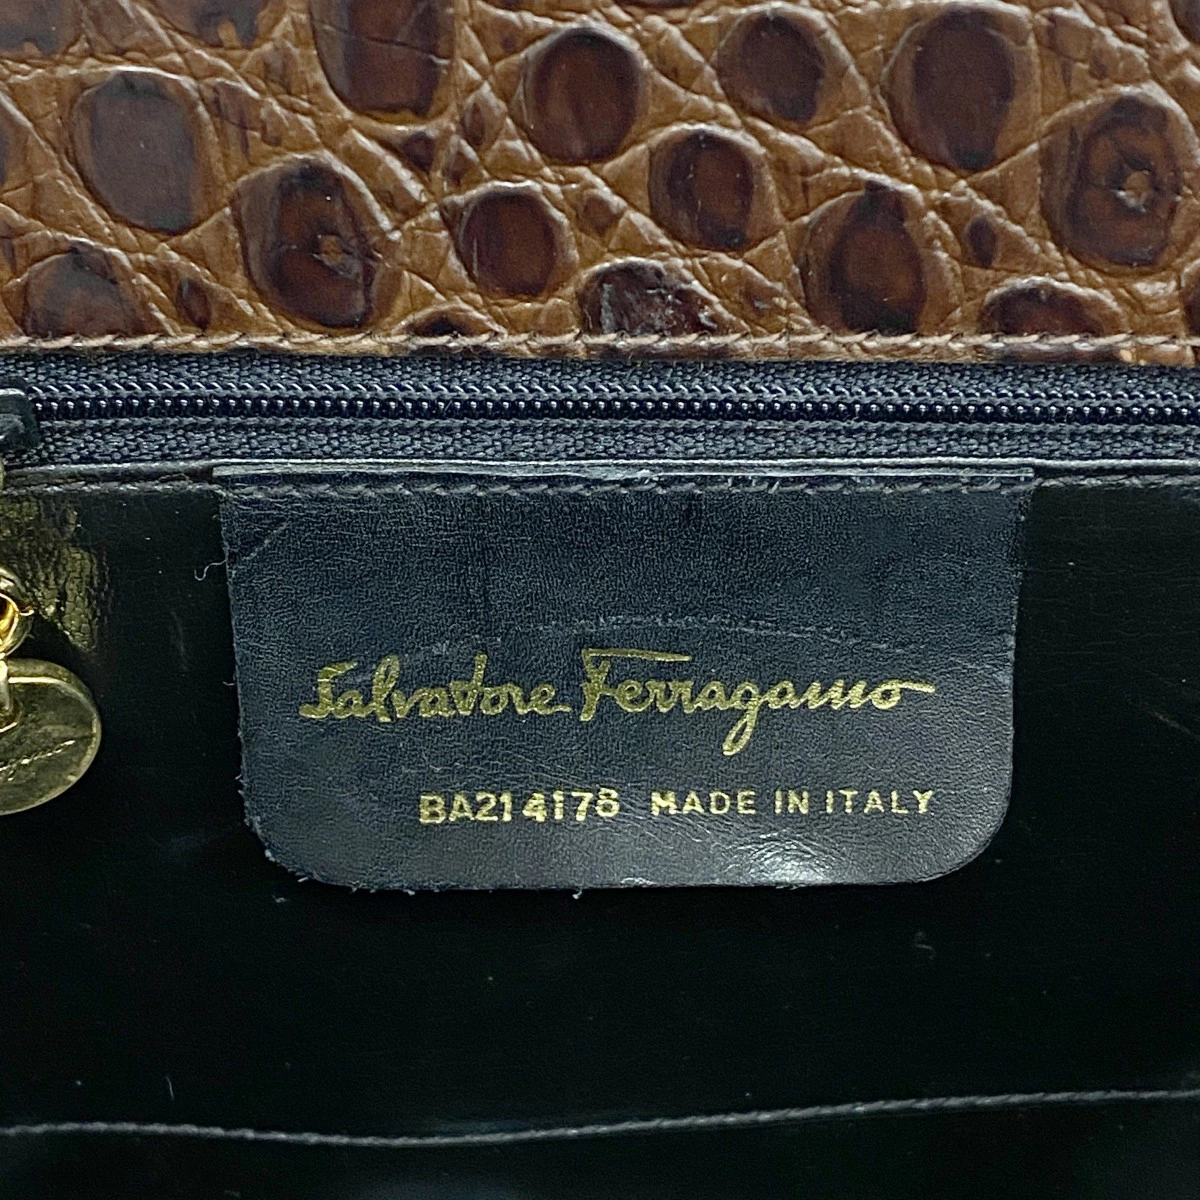 Salvatore Ferragamo
BA21 4178 MADE IN ITALY